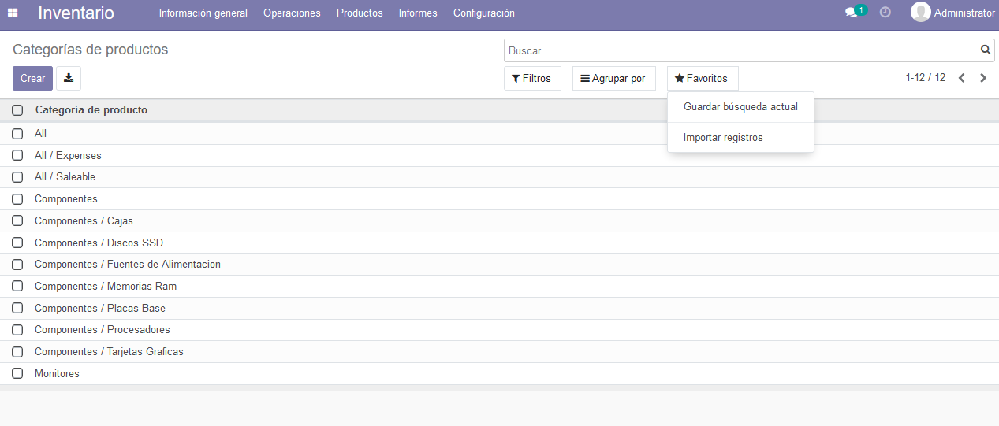 Inventario Información general Operaciones Productos Informes Configuración 1 Administrator
Categorías de productos
Buscar...
Crear
Filtros Agrupar por Favoritos 1-12 / 12
Guardar búsqueda actual
Importar registros
Categoría de producto
All
All / Expenses
All / Saleable
Componentes
Componentes / Cajas
Componentes / Discos SSD
Componentes / Fuentes de Alimentacion
Componentes / Memorias Ram
Componentes / Placas Base
Componentes / Procesadores
Componentes / Tarjetas Graficas
Monitores